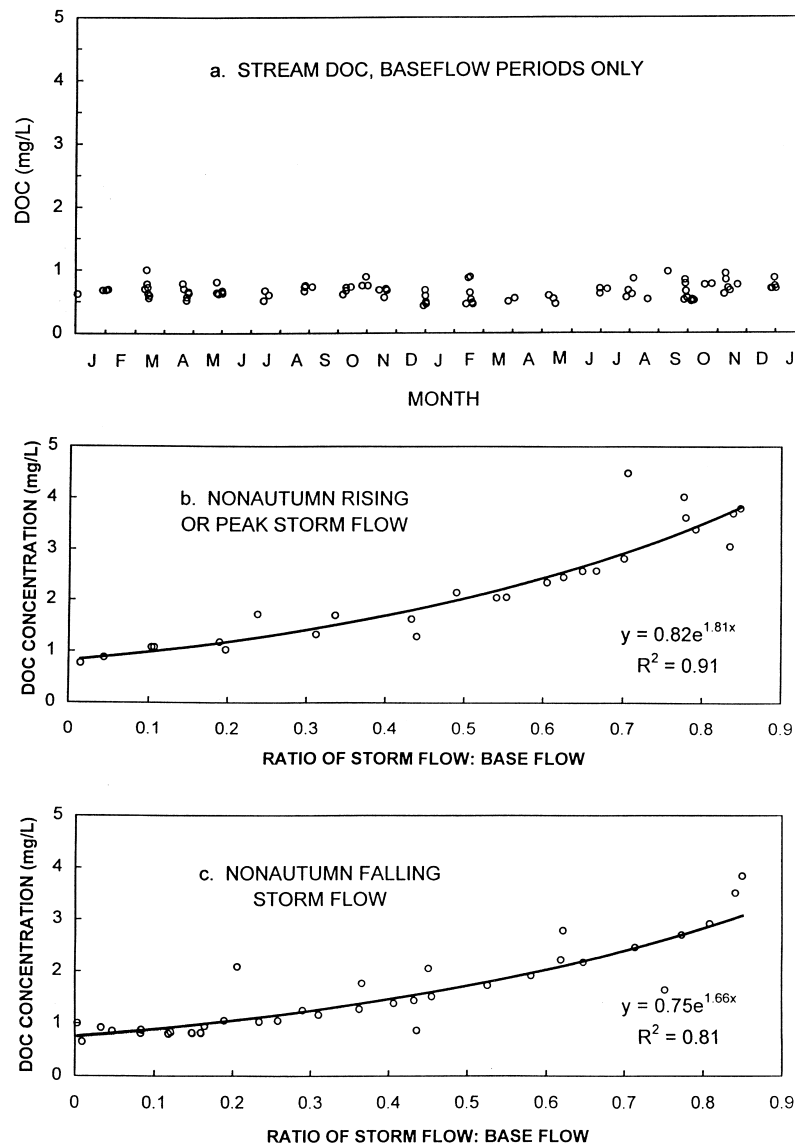 5
a. STREAM DOC, BASEFLOW PERIODS ONLY
4
3
DOC (mg/L)
2
1
0
J F M A M J J A S O N D J F M A M J J A S O N D J
MONTH
5
b. NONAUTUMN RISING
OR PEAK STORM FLOW
4
3
DOC CONCENTRATION (mg/L)
2
1
y = 0.82e^1.81x
R² = 0.91
0
0 0.1 0.2 0.3 0.4 0.5 0.6 0.7 0.8 0.9
RATIO OF STORM FLOW: BASE FLOW
5
c. NONAUTUMN FALLING
STORM FLOW
4
3
DOC CONCENTRATION (mg/L)
2
1
y = 0.75e^1.66x
R² = 0.81
0
0 0.1 0.2 0.3 0.4 0.5 0.6 0.7 0.8 0.9
RATIO OF STORM FLOW: BASE FLOW